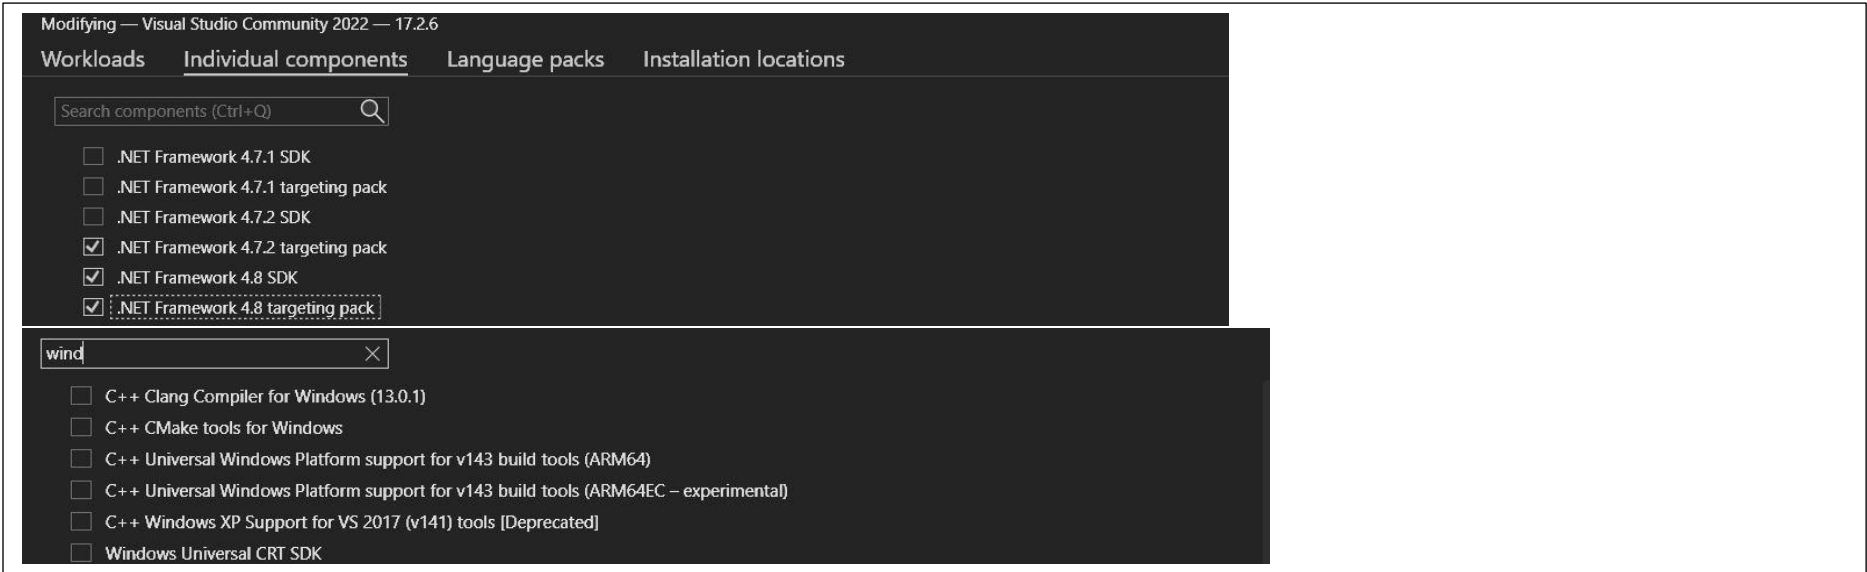 Modifying — Visual Studio Community 2022 — 17.2.6
Workloads Individual components Language packs Installation locations
Search components (Ctrl+Q)
.NET Framework 4.7.1 SDK
.NET Framework 4.7.1 targeting pack
.NET Framework 4.7.2 SDK
.NET Framework 4.7.2 targeting pack
.NET Framework 4.8 SDK
.NET Framework 4.8 targeting pack
wind
C++ Clang Compiler for Windows (13.0.1)
C++ CMake tools for Windows
C++ Universal Windows Platform support for v143 build tools (ARM64)
C++ Universal Windows Platform support for v143 build tools (ARM64EC – experimental)
C++ Windows XP Support for VS 2017 (v141) tools [Deprecated]
Windows Universal CRT SDK